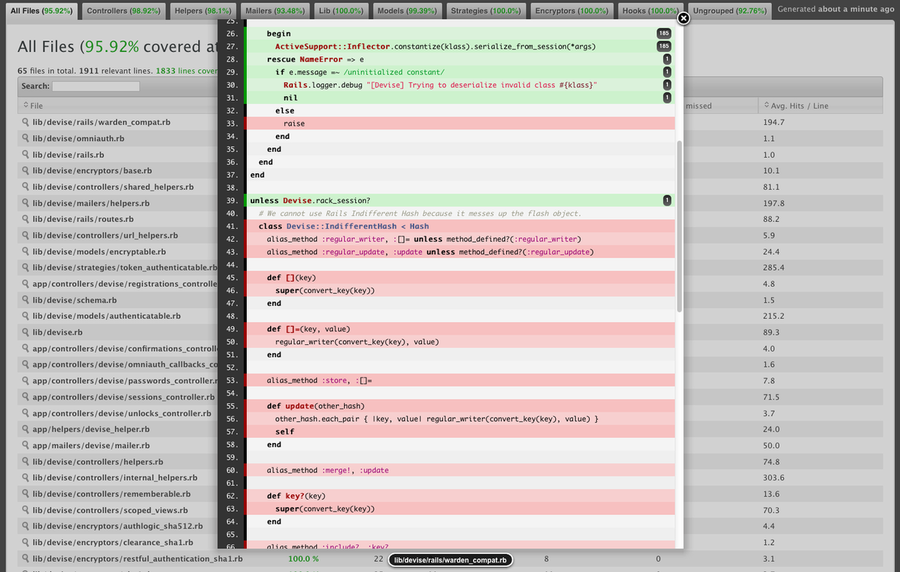 All Files (95.92%) Controllers (98.92%) Helpers (98.1%) Mailers (93.48%) Lib (100.0%) Models (99.39%) Strategies (100.0%) Encryptors (100.0%) Hooks (100.0%) Ungrouped (92.76%) Generated about a minute ago
All Files (95.92% covered at
65 files in total. 1911 relevant lines. 1833 lines cover
Search:
File
missed
Avg. Hits / Line
lib/devise/rails/warden_compat.rb 194.7
lib/devise/omniauth.rb 1.1
lib/devise/rails.rb 1.0
lib/devise/encryptors/base.rb 10.1
lib/devise/controllers/shared_helpers.rb 81.1
lib/devise/mailers/helpers.rb 197.8
lib/devise/rails/routes.rb 88.2
lib/devise/controllers/url_helpers.rb 5.9
lib/devise/models/encryptable.rb 24.4
lib/devise/strategies/token_authenticatable.rb 285.4
app/controllers/devise/registrations_controlle 4.8
lib/devise/schema.rb 1.5
lib/devise/models/authenticatable.rb 215.2
lib/devise.rb 89.3
app/controllers/devise/confirmations_controlle 4.0
app/controllers/devise/omniauth_callbacks_co 1.6
app/controllers/devise/passwords_controller.r 7.8
app/controllers/devise/sessions_controller.rb 71.5
app/controllers/devise/unlocks_controller.rb 3.7
app/helpers/devise_helper.rb 24.0
app/mailers/devise/mailer.rb 50.0
lib/devise/controllers/helpers.rb 74.8
lib/devise/controllers/internal_helpers.rb 303.6
lib/devise/controllers/rememberable.rb 13.6
lib/devise/controllers/scoped_views.rb 70.3
lib/devise/encryptors/authlogic_sha512.rb 4.4
lib/devise/encryptors/clearance_sha1.rb 1.2
lib/devise/encryptors/restful_authentication_sha1.rb 100.0 % 22 8 0 3.1
25.
26. begin 185
27. ActiveSupport::Inflector.constantize(klass).serialize_from_session(*args) 185
28. rescue NameError => e 1
29. if e.message =~ /uninitialized constant/ 1
30. Rails.logger.debug "[Devise] Trying to deserialize invalid class #{klass}" 1
31. nil 1
32. else
33. raise
34. end
35. end
36. end
37. end
38.
39. unless Devise.rack_session? 1
40. # We cannot use Rails Indifferent Hash because it messes up the flash object.
41. class Devise::IndifferentHash < Hash
42. alias_method :regular_writer, :[]= unless method_defined?(:regular_writer)
43. alias_method :regular_update, :update unless method_defined?(:regular_update)
44.
45. def [](key)
46. super(convert_key(key))
47. end
48.
49. def []=(key, value)
50. regular_writer(convert_key(key), value)
51. end
52.
53. alias_method :store, :[]=
54.
55. def update(other_hash)
56. other_hash.each_pair { |key, value| regular_writer(convert_key(key), value) }
57. self
58. end
59.
60. alias_method :merge!, :update
61.
62. def key?(key)
63. super(convert_key(key))
64. end
65.
66. alias_method :include?, :key?
lib/devise/rails/warden_compat.rb